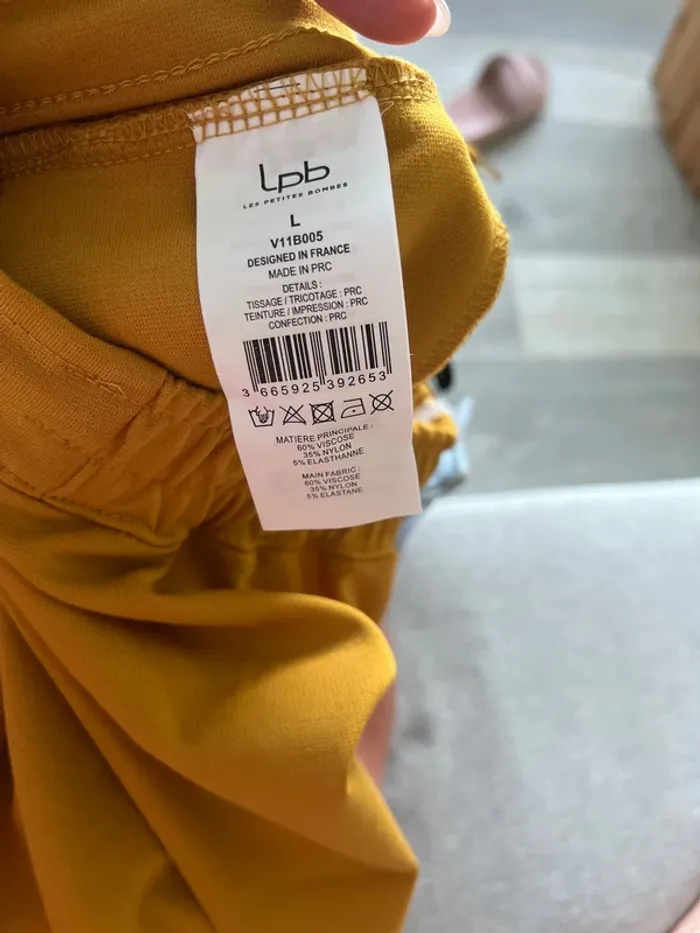 lpb
LES PETITES BOMBES
L
V11B005
DESIGNED IN FRANCE
MADE IN PRC
DETAILS :
TISSAGE / TRICOTAGE : PRC
TEINTURE / IMPRESSION : PRC
CONFECTION : PRC
3 665925 392653
MATIERE PRINCIPALE :
60% VISCOSE
35% NYLON
5% ELASTHANNE
MAIN FABRIC :
60% VISCOSE
35% NYLON
5% ELASTANE